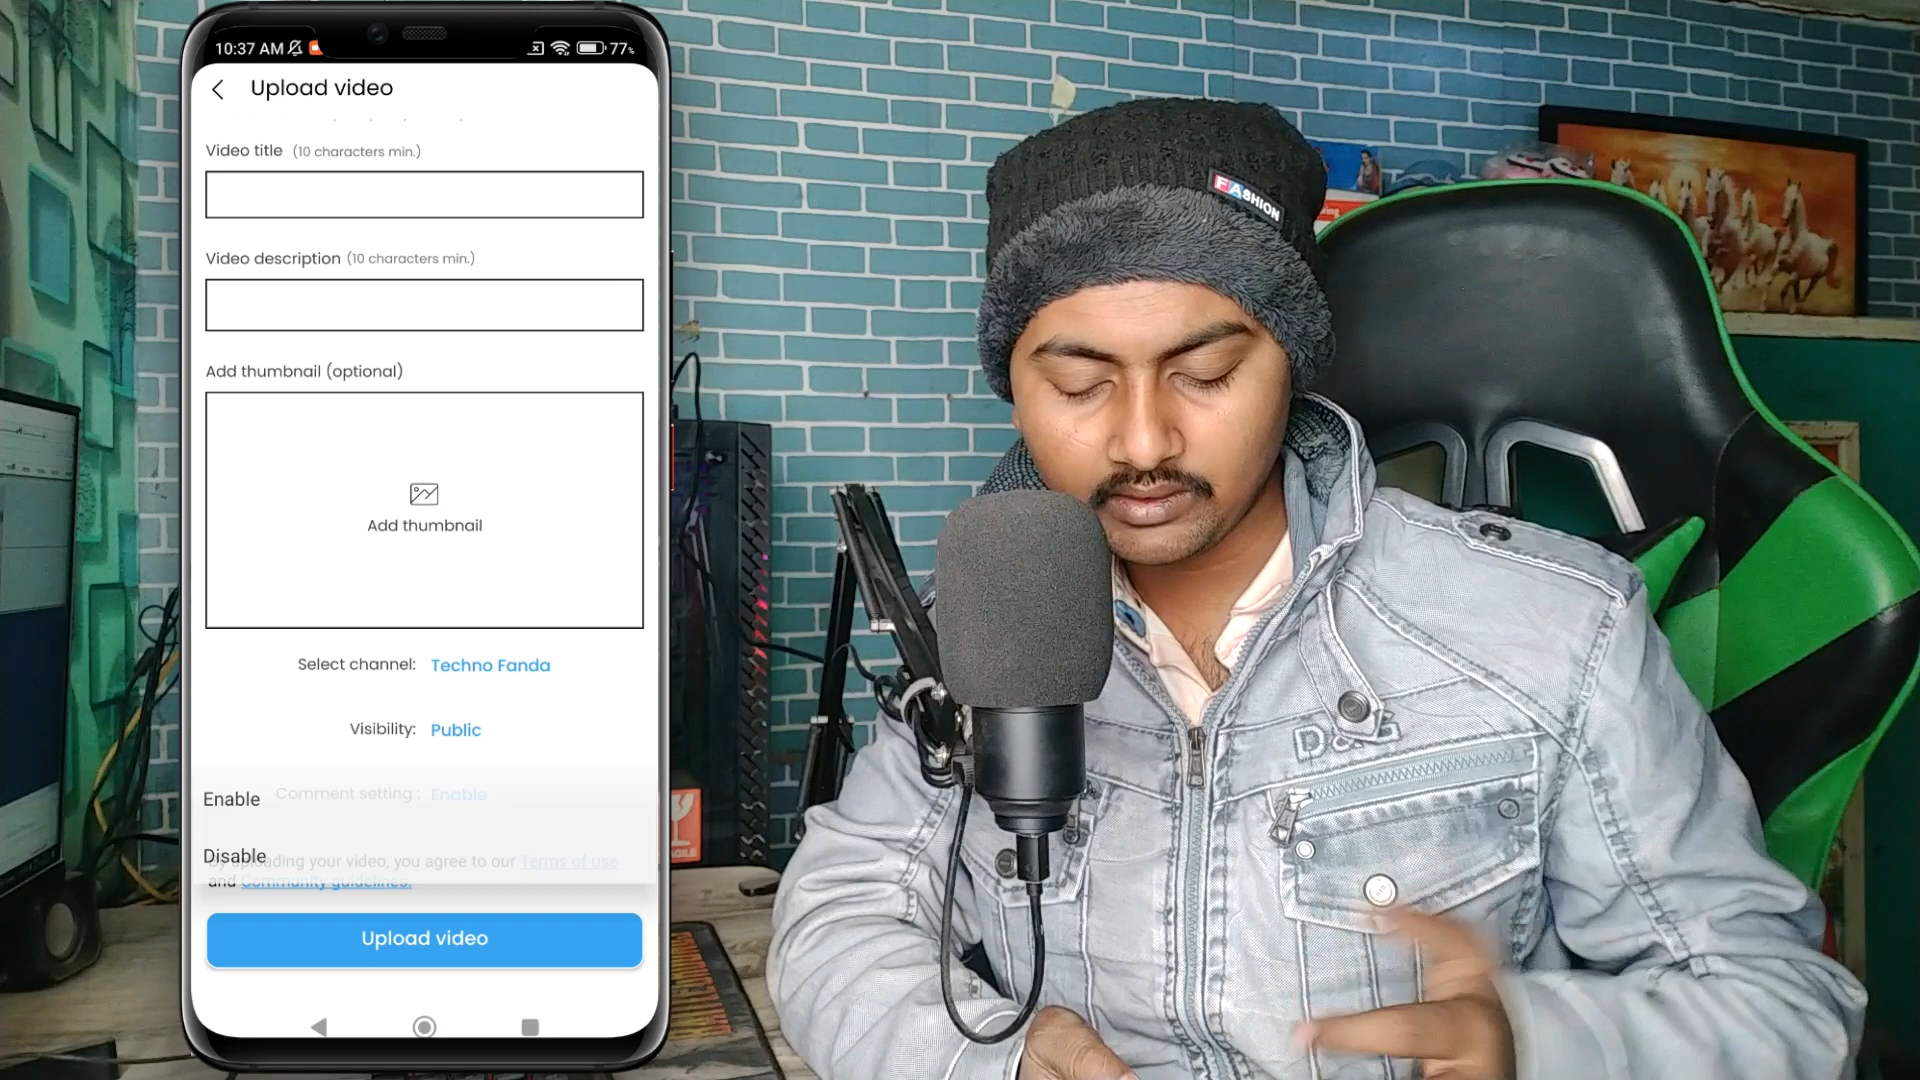 10:37 AM
77%
Upload video
Video title (10 characters min.)
Video description (10 characters min.)
Add thumbnail (optional)
Add thumbnail
Select channel: Techno Fanda
Visibility: Public
Comment setting : Enable
Enable
Disable
By uploading your video, you agree to our Terms of use
and Community guidelines.
Upload video
FASHION
D&G